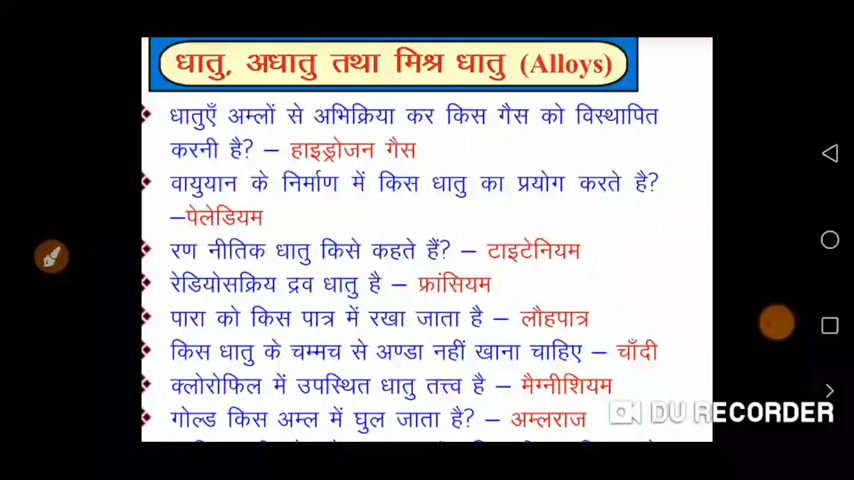 धातु, अधातु तथा मिश्र धातु (Alloys)
धातुएँ अम्लों से अभिक्रिया कर किस गैस को विस्थापित
करनी है? – हाइड्रोजन गैस
वायुयान के निर्माण में किस धातु का प्रयोग करते है?
–पेलेडियम
रण नीतिक धातु किसे कहते हैं? – टाइटेनियम
रेडियोसक्रिय द्रव धातु है – फ्रांसियम
पारा को किस पात्र में रखा जाता है – लौहपात्र
किस धातु के चम्मच से अण्डा नहीं खाना चाहिए – चाँदी
क्लोरोफिल में उपस्थित धातु तत्त्व है – मैग्नीशियम
गोल्ड किस अम्ल में घुल जाता है? – अम्लराज
DU RECORDER